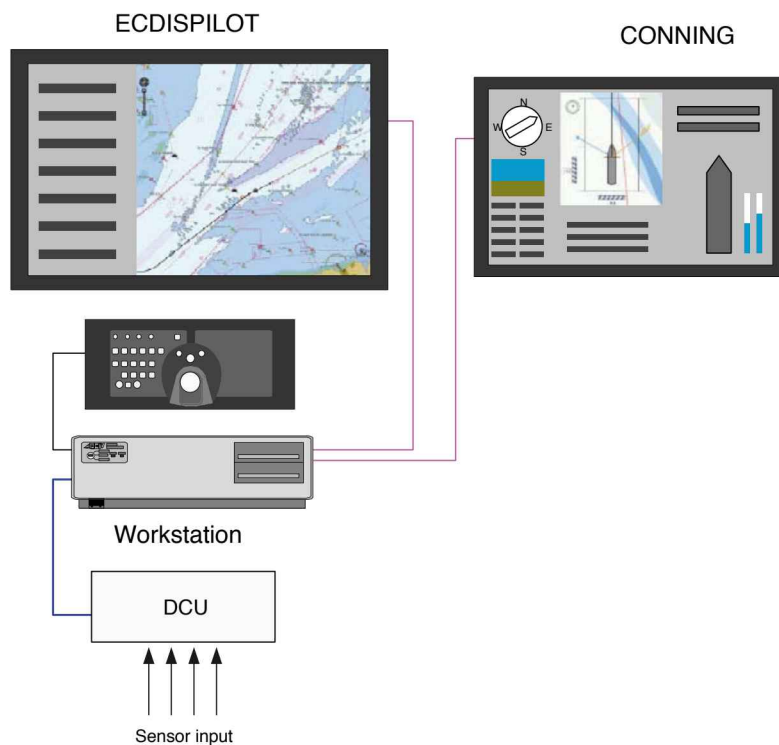 ECDISPILOT
CONNING
N
W
E
S
Workstation
DCU
Sensor input